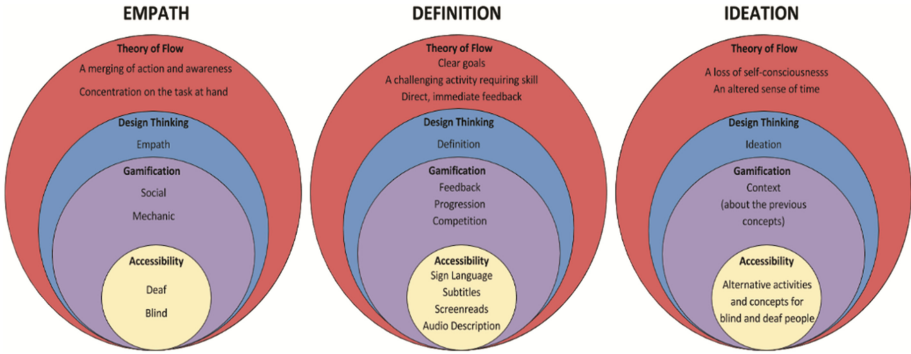 EMPATH
Theory of Flow
A merging of action and awareness
Concentration on the task at hand
Design Thinking
Empath
Gamification
Social
Mechanic
Accessibility
Deaf
Blind
DEFINITION
Theory of Flow
Clear goals
A challenging activity requiring skill
Direct, immediate feedback
Design Thinking
Definition
Gamification
Feedback
Progression
Competition
Accessibility
Sign Language
Subtitles
Screenreads
Audio Description
IDEATION
Theory of Flow
A loss of self-consciousnesss
An altered sense of time
Design Thinking
Ideation
Gamification
Context
(about the previous
concepts)
Accessibility
Alternative activities
and concepts for
blind and deaf people